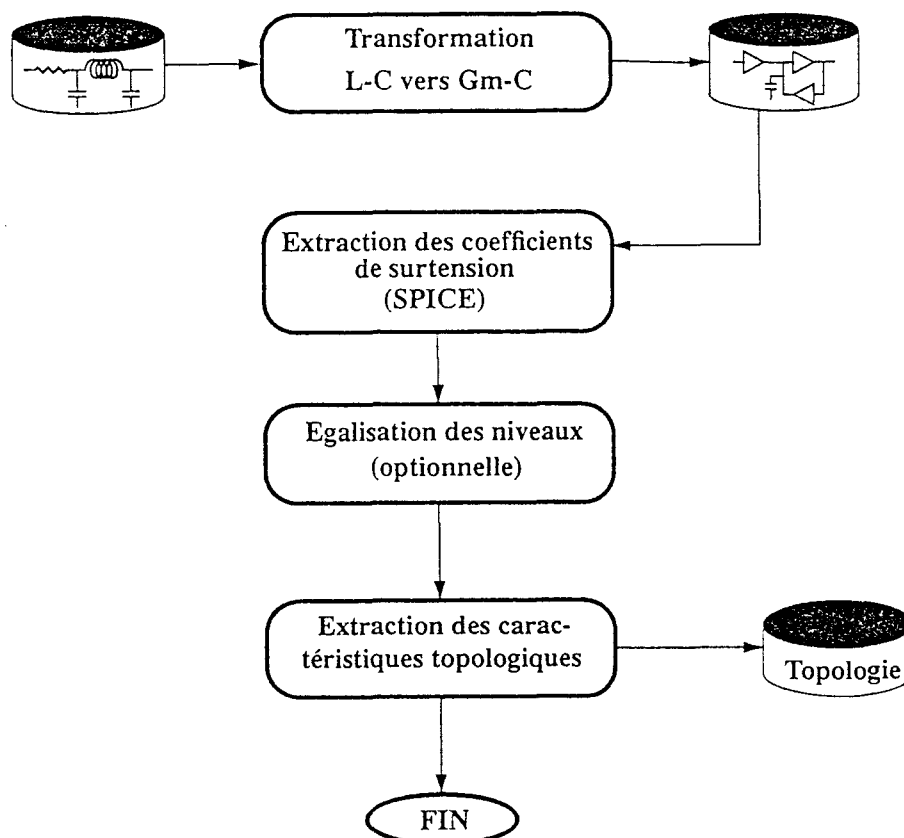 Transformation
L-C vers Gm-C
Extraction des coefficients
de surtension
(SPICE)
Egalisation des niveaux
(optionnelle)
Extraction des carac-
téristiques topologiques
Topologie
FIN